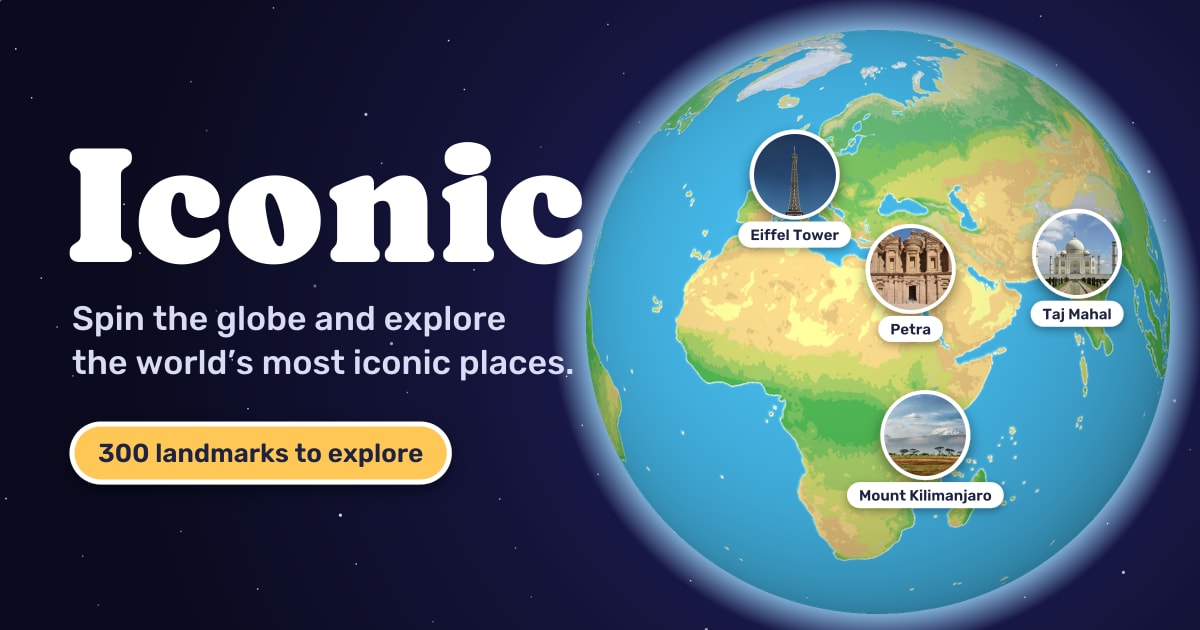 Iconic
Spin the globe and explore
the world’s most iconic places.
300 landmarks to explore
Eiffel Tower
Petra
Taj Mahal
Mount Kilimanjaro